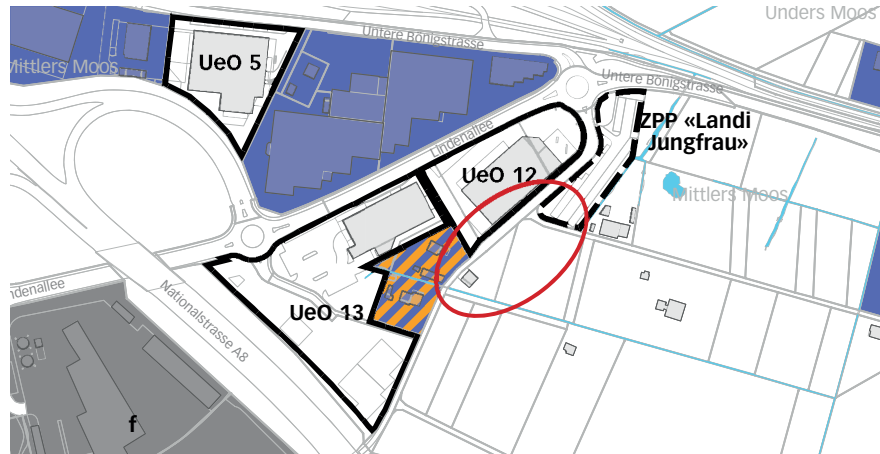 Unders Moos
Untere Bönigstrasse
UeO 5
Mittlers Moos
Untere Bönigstrasse
ZPP «Landi
Jungfrau»
Lindenallee
UeO 12
Mittlers Moos
Nationalstrasse A8
UeO 13
ndenallee
f